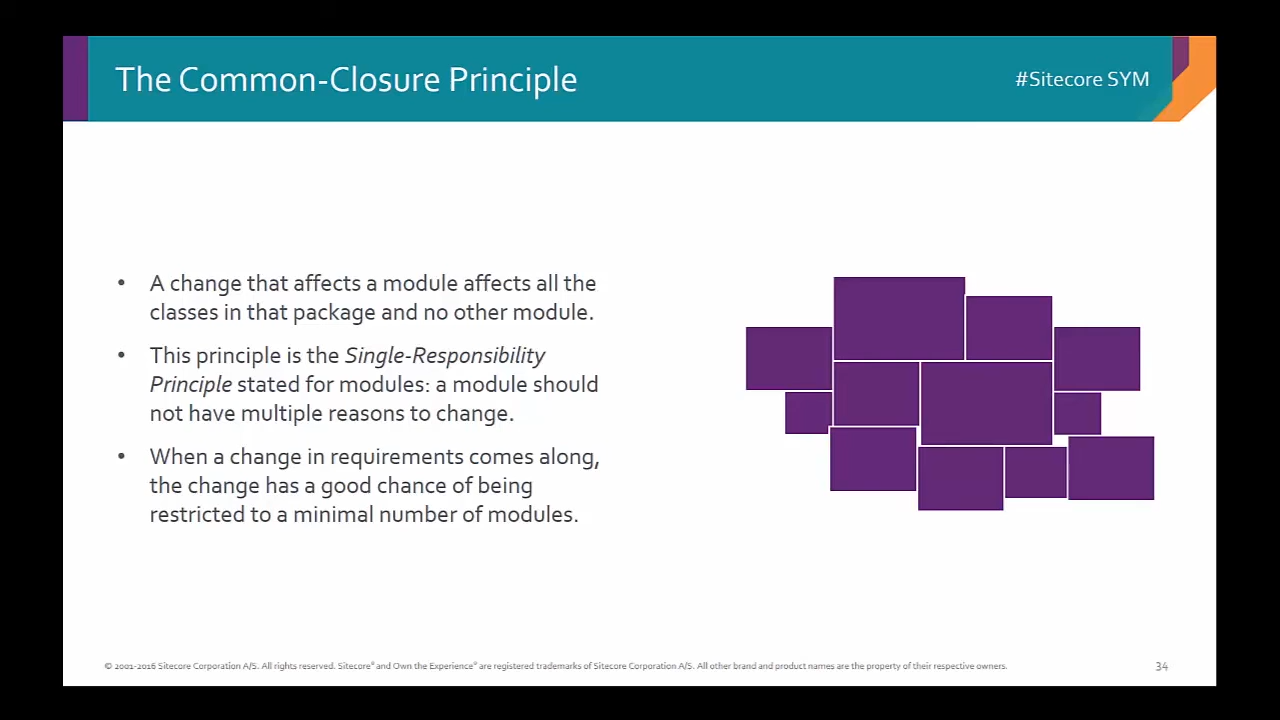 The Common-Closure Principle
#Sitecore SYM
• A change that affects a module affects all the
classes in that package and no other module.
• This principle is the Single-Responsibility
Principle stated for modules: a module should
not have multiple reasons to change.
• When a change in requirements comes along,
the change has a good chance of being
restricted to a minimal number of modules.
© 2001-2016 Sitecore Corporation A/S. All rights reserved. Sitecore® and Own the Experience® are registered trademarks of Sitecore Corporation A/S. All other brand and product names are the property of their respective owners.
34